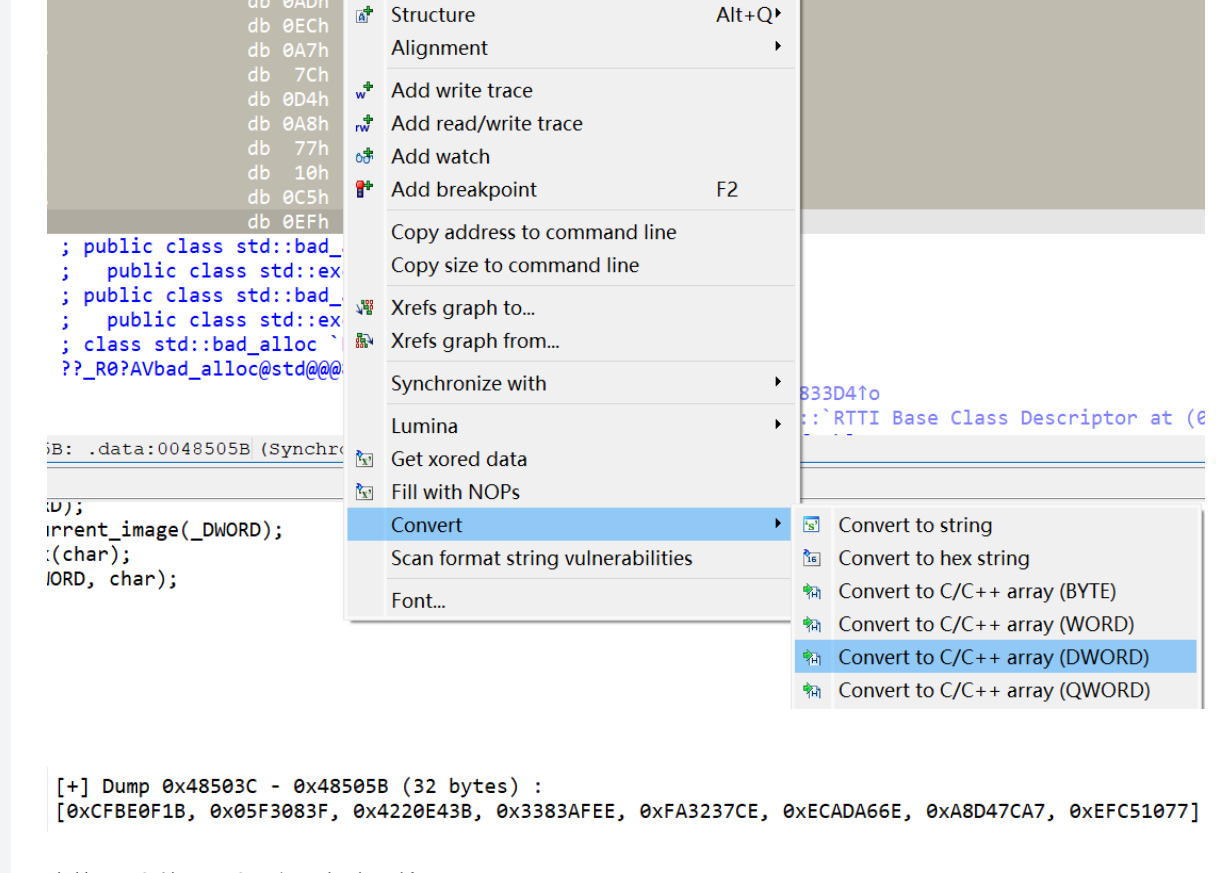 db 0ADh
db 0ECh
db 0A7h
db 7Ch
db 0D4h
db 0A8h
db 77h
db 10h
db 0C5h
db 0EFh
; public class std::bad_
; public class std::ex
; public class std::bad_
; public class std::ex
; class std::bad_alloc `
??_R0?AVbad_alloc@std@@@
Structure Alt+Q
Alignment
Add write trace
Add read/write trace
Add watch
Add breakpoint F2
Copy address to command line
Copy size to command line
Xrefs graph to...
Xrefs graph from...
Synchronize with
Lumina
Get xored data
Fill with NOPs
Convert
Scan format string vulnerabilities
Font...
833D4↑o
::`RTTI Base Class Descriptor at (0
5B: .data:0048505B (Synchro
RD);
urrent_image(_DWORD);
(char);
WORD, char);
Convert to string
Convert to hex string
Convert to C/C++ array (BYTE)
Convert to C/C++ array (WORD)
Convert to C/C++ array (DWORD)
Convert to C/C++ array (QWORD)
[+] Dump 0x48503C - 0x48505B (32 bytes) :
[0xCFBE0F1B, 0x05F3083F, 0x4220E43B, 0x3383AFEE, 0xFA3237CE, 0xECADA66E, 0xA8D47CA7, 0xEFC51077]